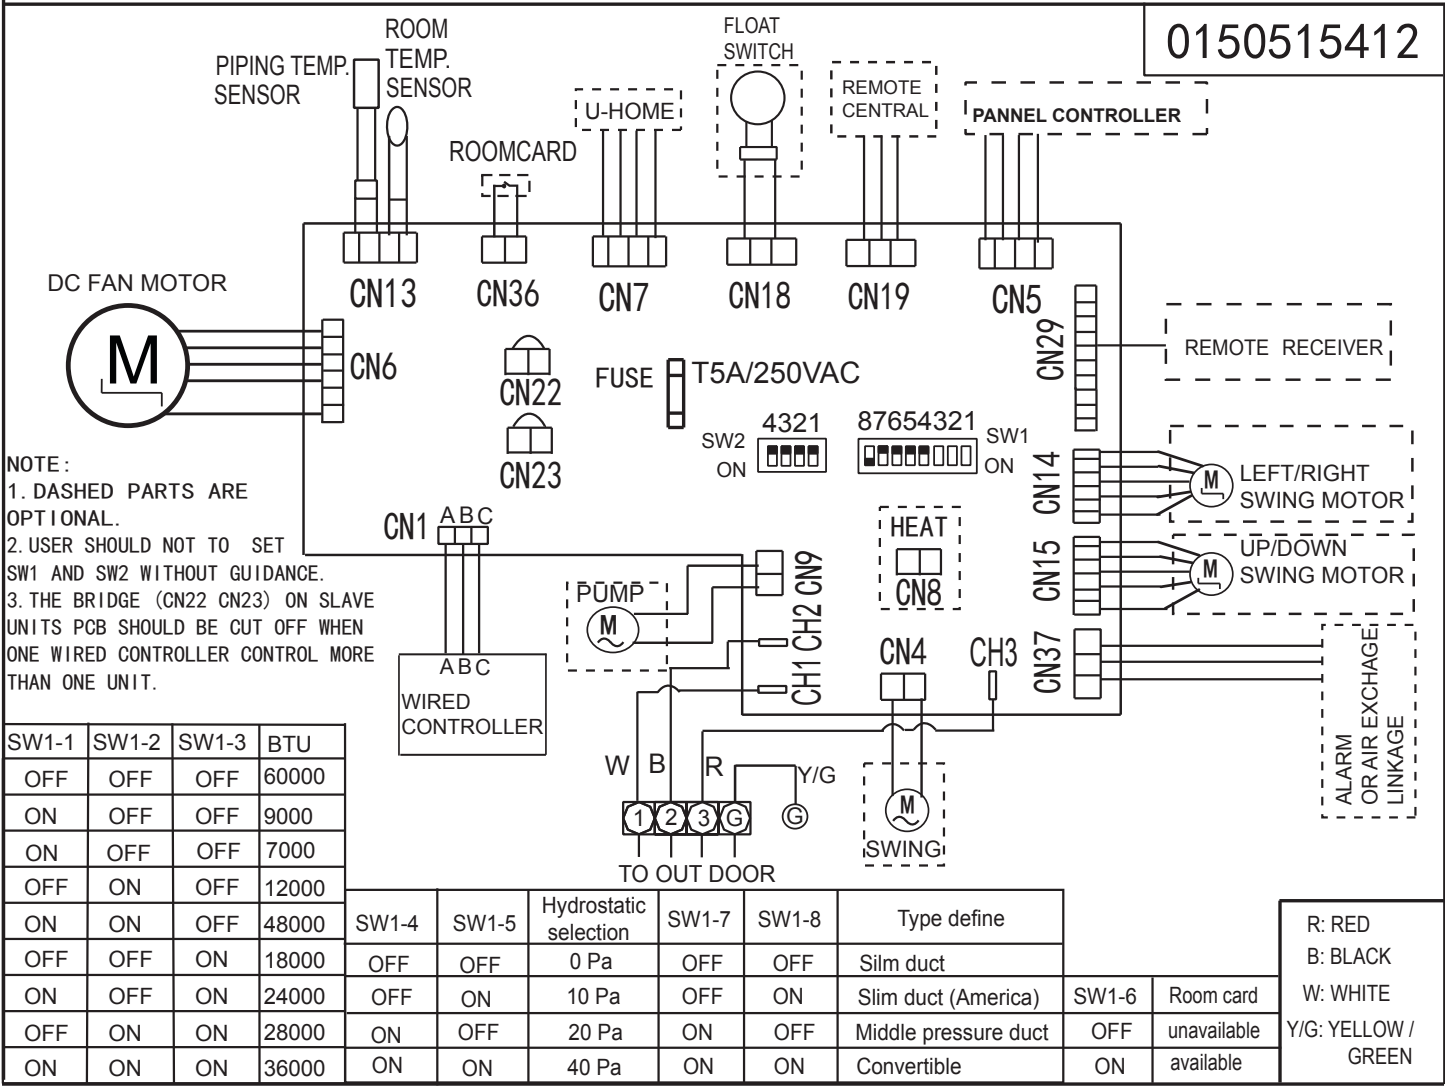 0150515412
PIPING TEMP.
SENSOR
ROOM
TEMP.
SENSOR
ROOMCARD
U-HOME
FLOAT
SWITCH
REMOTE
CENTRAL
PANNEL CONTROLLER
CN13
CN36
CN7
CN18
CN19
CN5
DC FAN MOTOR
M
CN6
CN22
CN23
FUSE
T5A/250VAC
CN29
REMOTE RECEIVER
SW2
ON
4321
87654321
SW1
ON
CN14
M
LEFT/RIGHT
SWING MOTOR
CN15
M
UP/DOWN
SWING MOTOR
CN37
ALARM
OR AIR EXCHAGE
LINKAGE
NOTE:
1. DASHED PARTS ARE
OPTIONAL.
2. USER SHOULD NOT TO SET
SW1 AND SW2 WITHOUT GUIDANCE.
3. THE BRIDGE (CN22 CN23) ON SLAVE
UNITS PCB SHOULD BE CUT OFF WHEN
ONE WIRED CONTROLLER CONTROL MORE
THAN ONE UNIT.
CN1
A B C
A B C
WIRED
CONTROLLER
PUMP
M
CN9
CH2
CH1
HEAT
CN8
CN4
CH3
M
SWING
W
B
R
Y/G
1 2 3 G
G
TO OUT DOOR
SW1-1 SW1-2 SW1-3 BTU
OFF OFF OFF 60000
ON OFF OFF 9000
ON OFF OFF 7000
OFF ON OFF 12000
ON ON OFF 48000
OFF OFF ON 18000
ON OFF ON 24000
OFF ON ON 28000
ON ON ON 36000
SW1-4 SW1-5 Hydrostatic selection SW1-7 SW1-8 Type define
OFF OFF 0 Pa OFF OFF Silm duct
OFF ON 10 Pa OFF ON Slim duct (America)
ON OFF 20 Pa ON OFF Middle pressure duct
ON ON 40 Pa ON ON Convertible
SW1-6 Room card
OFF unavailable
ON available
R: RED
B: BLACK
W: WHITE
Y/G: YELLOW /
GREEN